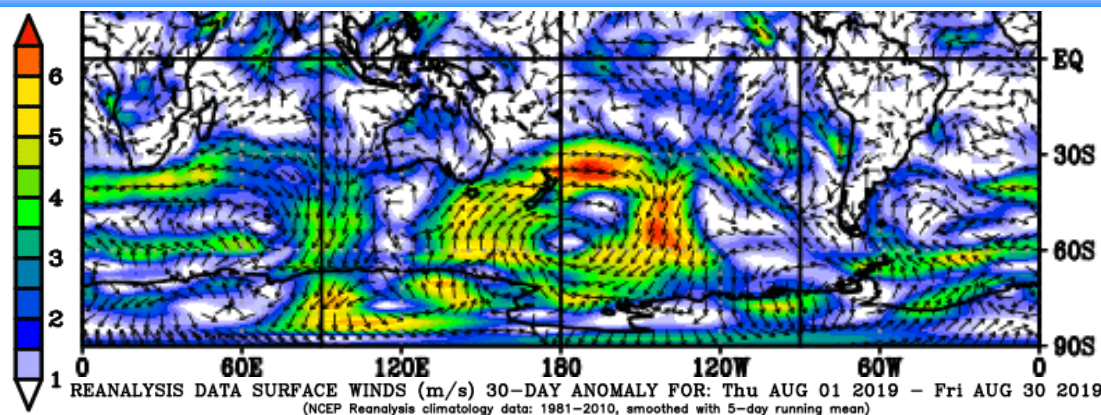 6
5
4
3
2
1
EQ
30S
60S
90S
0 60E 120E 180 120W 60W 0
REANALYSIS DATA SURFACE WINDS (m/s) 30-DAY ANOMALY FOR: Thu AUG 01 2019 - Fri AUG 30 2019
(NCEP Reanalysis climatology data: 1981-2010, smoothed with 5-day running mean)